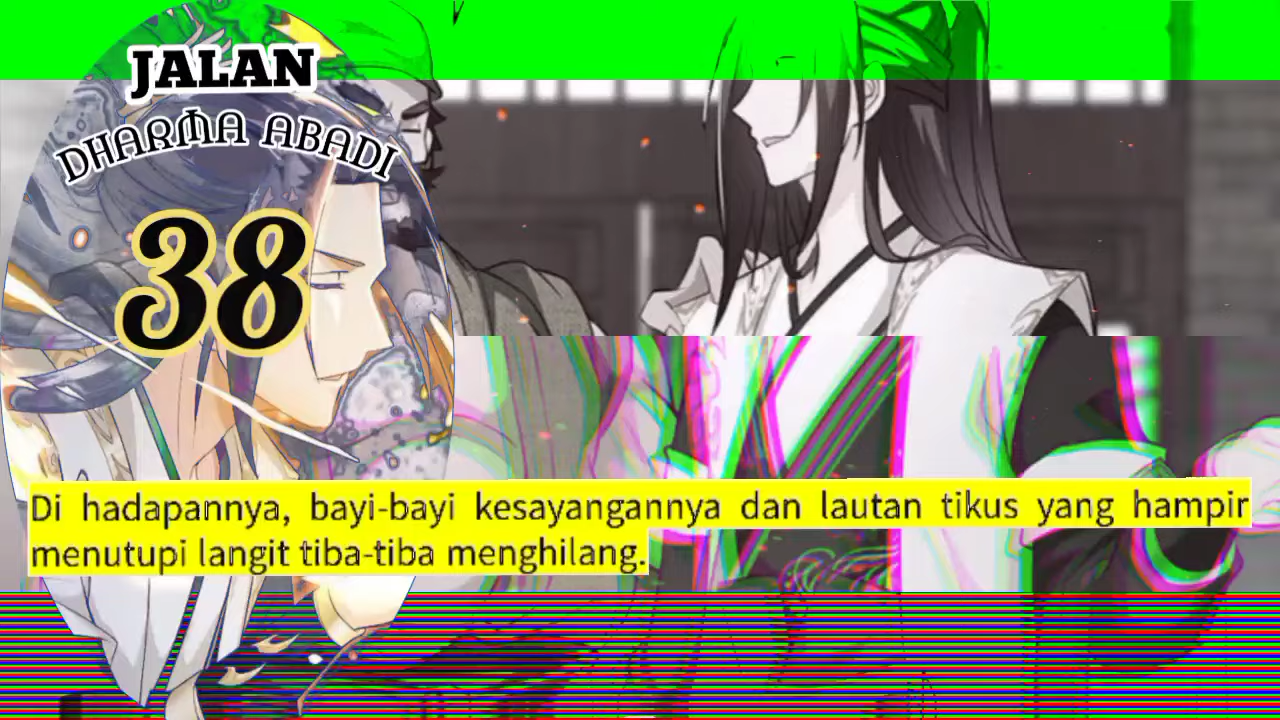 JALAN
DHARMA ABADI
38
Di hadapannya, bayi-bayi kesayangannya dan lautan tikus yang hampir
menutupi langit tiba-tiba menghilang.